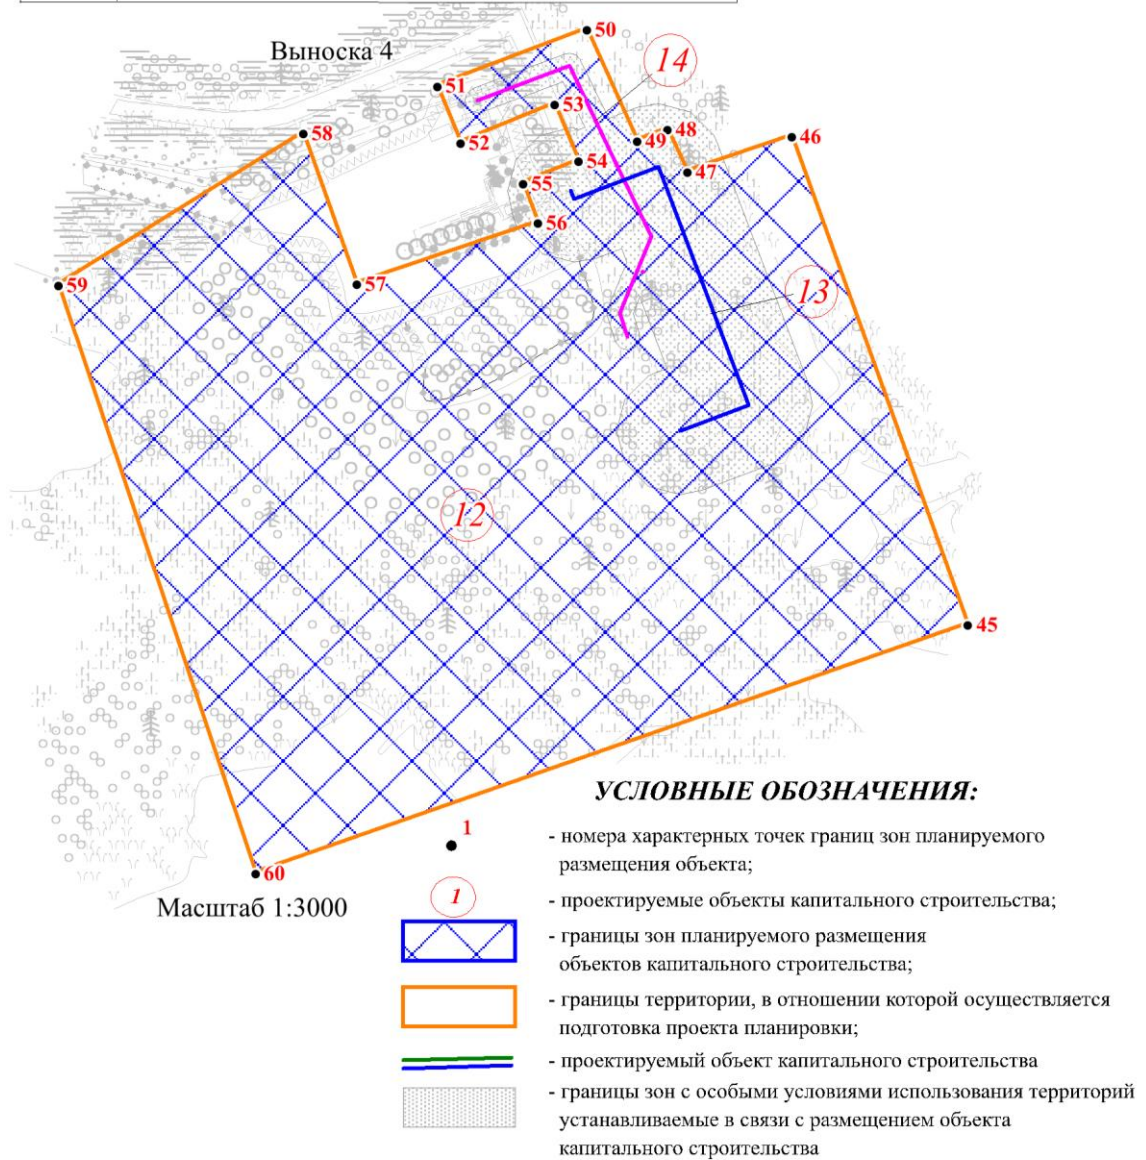 Выноска 4
50
14
51
53
48
58
49
46
52
54
47
55
56
59
57
13
12
45
УСЛОВНЫЕ ОБОЗНАЧЕНИЯ:
1
- номера характерных точек границ зон планируемого
размещения объекта;
60
Масштаб 1:3000
1
- проектируемые объекты капитального строительства;
- границы зон планируемого размещения
объектов капитального строительства;
- границы территории, в отношении которой осуществляется
подготовка проекта планировки;
- проектируемый объект капитального строительства
- границы зон с особыми условиями использования территорий
устанавливаемые в связи с размещением объекта
капитального строительства